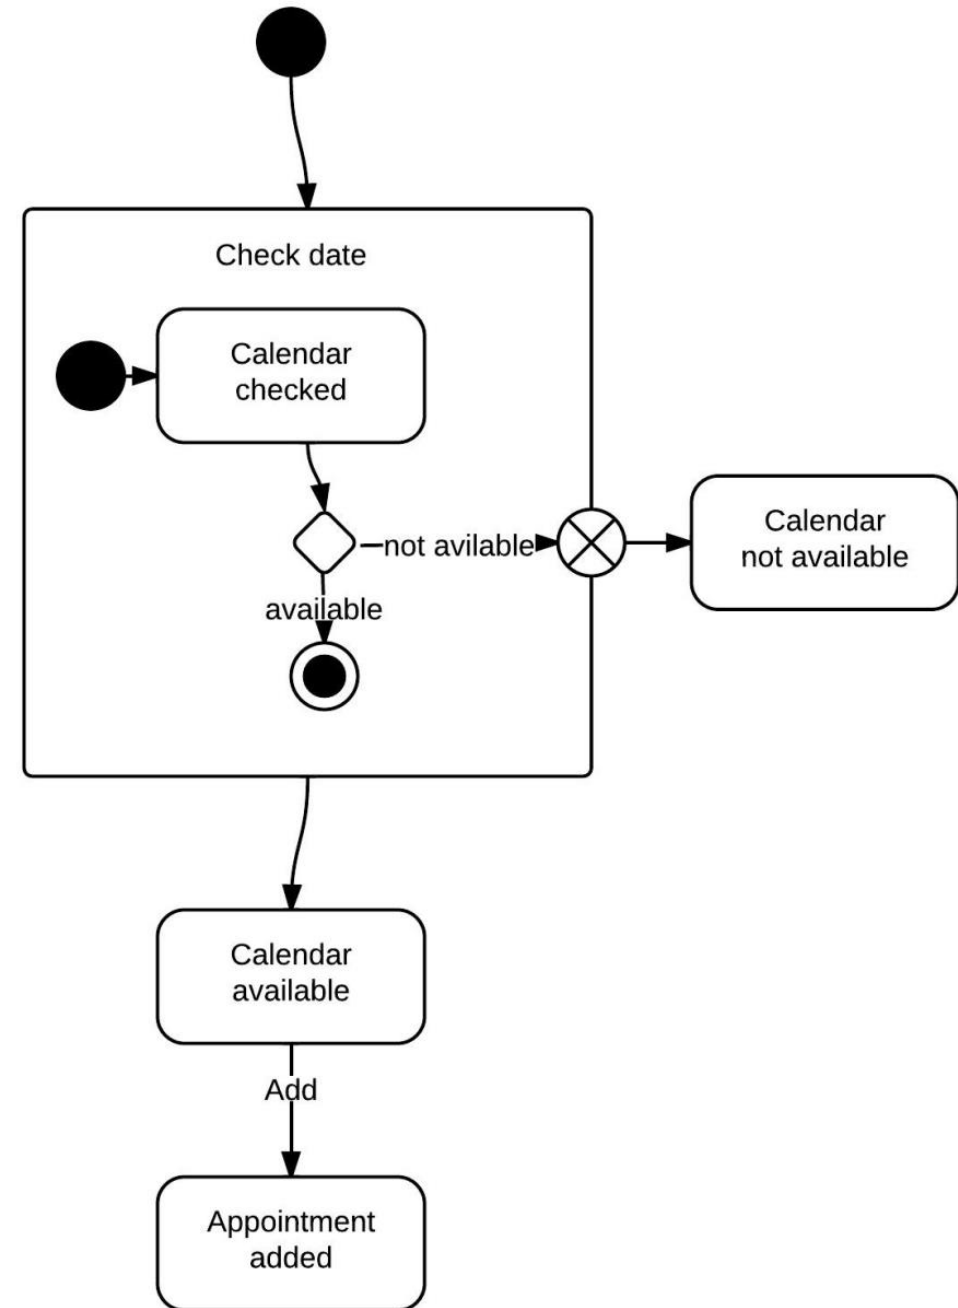 Check date
Calendar
checked
not avilable
available
Calendar
not available
Calendar
available
Add
Appointment
added